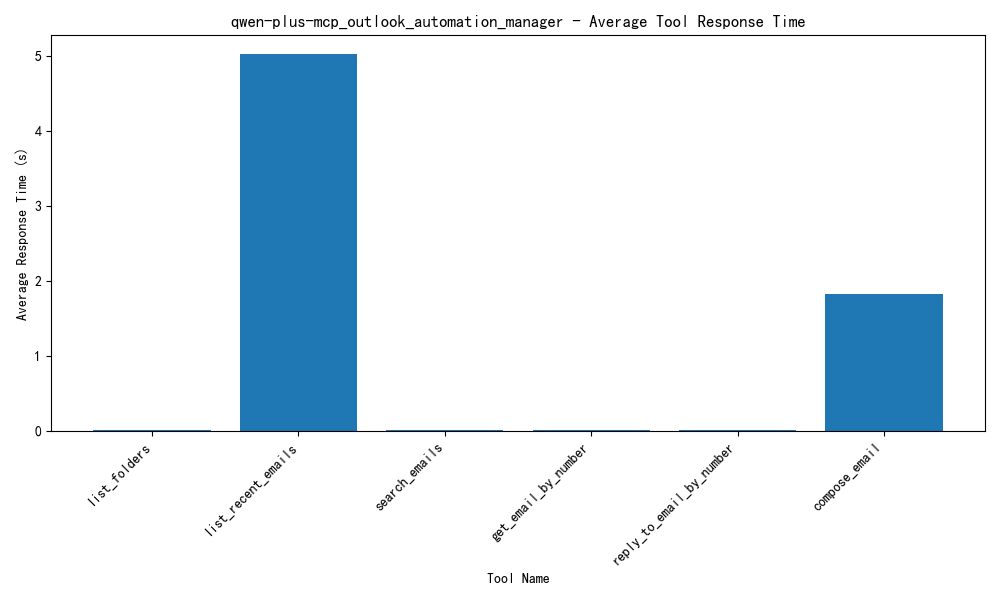 qwen-plus-mcp_outlook_automation_manager - Average Tool Response Time
Average Response Time (s)
5
4
3
2
1
0
list_folders
list_recent_emails
search_emails
get_email_by_number
reply_to_email_by_number
compose_email
Tool Name